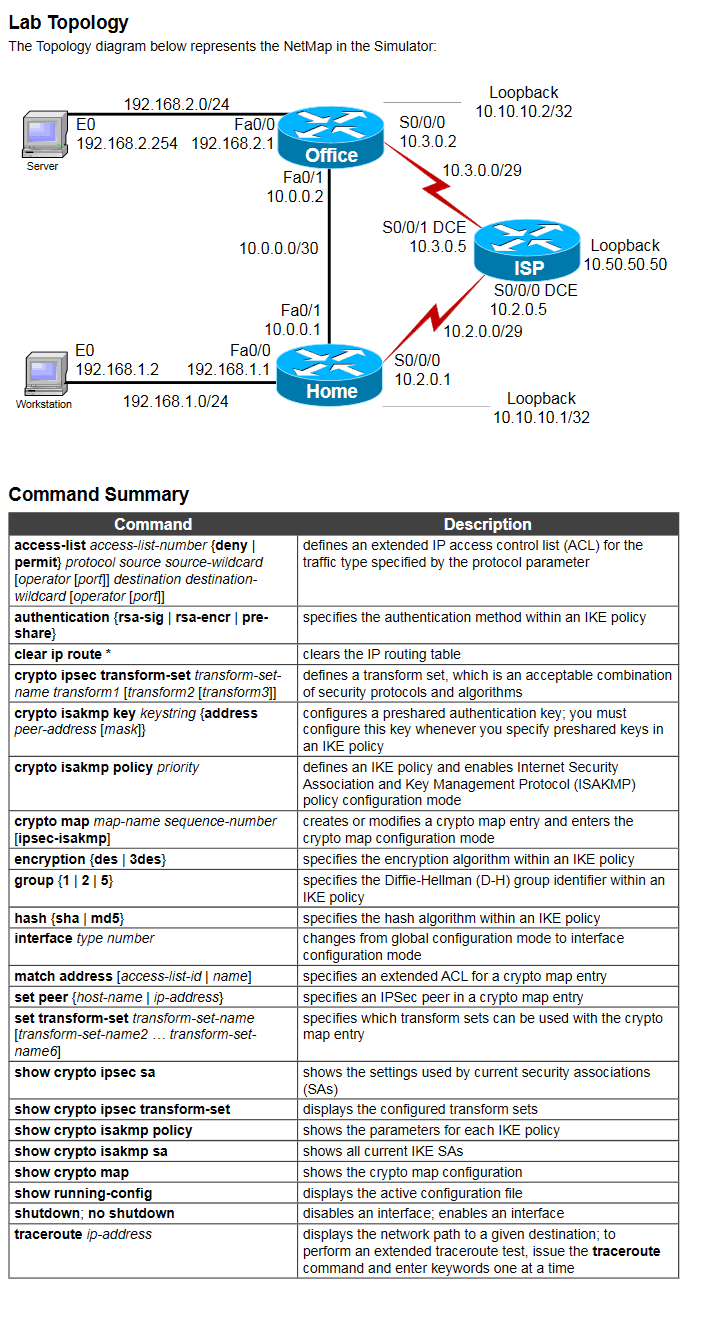 Lab Topology
The Topology diagram below represents the NetMap in the Simulator:
192.168.2.0/24
Loopback
10.10.10.2/32
E0
192.168.2.254
Fa0/0
192.168.2.1
Server
Office
S0/0/0
10.3.0.2
10.3.0.0/29
Fa0/1
10.0.0.2
S0/0/1 DCE
10.3.0.5
10.0.0.0/30
ISP
Loopback
10.50.50.50
S0/0/0 DCE
10.2.0.5
10.2.0.0/29
Fa0/1
10.0.0.1
E0
192.168.1.2
Fa0/0
192.168.1.1
Workstation
Home
S0/0/0
10.2.0.1
192.168.1.0/24
Loopback
10.10.10.1/32
Command Summary
Command
Description
access-list access-list-number {deny |
permit} protocol source source-wildcard
[operator [port]] destination destination-
wildcard [operator [port]]
defines an extended IP access control list (ACL) for the
traffic type specified by the protocol parameter
authentication {rsa-sig | rsa-encr | pre-
share}
specifies the authentication method within an IKE policy
clear ip route *
clears the IP routing table
crypto ipsec transform-set transform-set-
name transform1 [transform2 [transform3]]
defines a transform set, which is an acceptable combination
of security protocols and algorithms
crypto isakmp key keystring {address
peer-address [mask]}
configures a preshared authentication key; you must
configure this key whenever you specify preshared keys in
an IKE policy
crypto isakmp policy priority
defines an IKE policy and enables Internet Security
Association and Key Management Protocol (ISAKMP)
policy configuration mode
crypto map map-name sequence-number
[ipsec-isakmp]
creates or modifies a crypto map entry and enters the
crypto map configuration mode
encryption {des | 3des}
specifies the encryption algorithm within an IKE policy
group {1 | 2 | 5}
specifies the Diffie-Hellman (D-H) group identifier within an
IKE policy
hash {sha | md5}
specifies the hash algorithm within an IKE policy
interface type number
changes from global configuration mode to interface
configuration mode
match address [access-list-id | name]
specifies an extended ACL for a crypto map entry
set peer {host-name | ip-address}
specifies an IPSec peer in a crypto map entry
set transform-set transform-set-name
[transform-set-name2 … transform-set-
name6]
specifies which transform sets can be used with the crypto
map entry
show crypto ipsec sa
shows the settings used by current security associations
(SAs)
show crypto ipsec transform-set
displays the configured transform sets
show crypto isakmp policy
shows the parameters for each IKE policy
show crypto isakmp sa
shows all current IKE SAs
show crypto map
shows the crypto map configuration
show running-config
displays the active configuration file
shutdown; no shutdown
disables an interface; enables an interface
traceroute ip-address
displays the network path to a given destination; to
perform an extended traceroute test, issue the traceroute
command and enter keywords one at a time